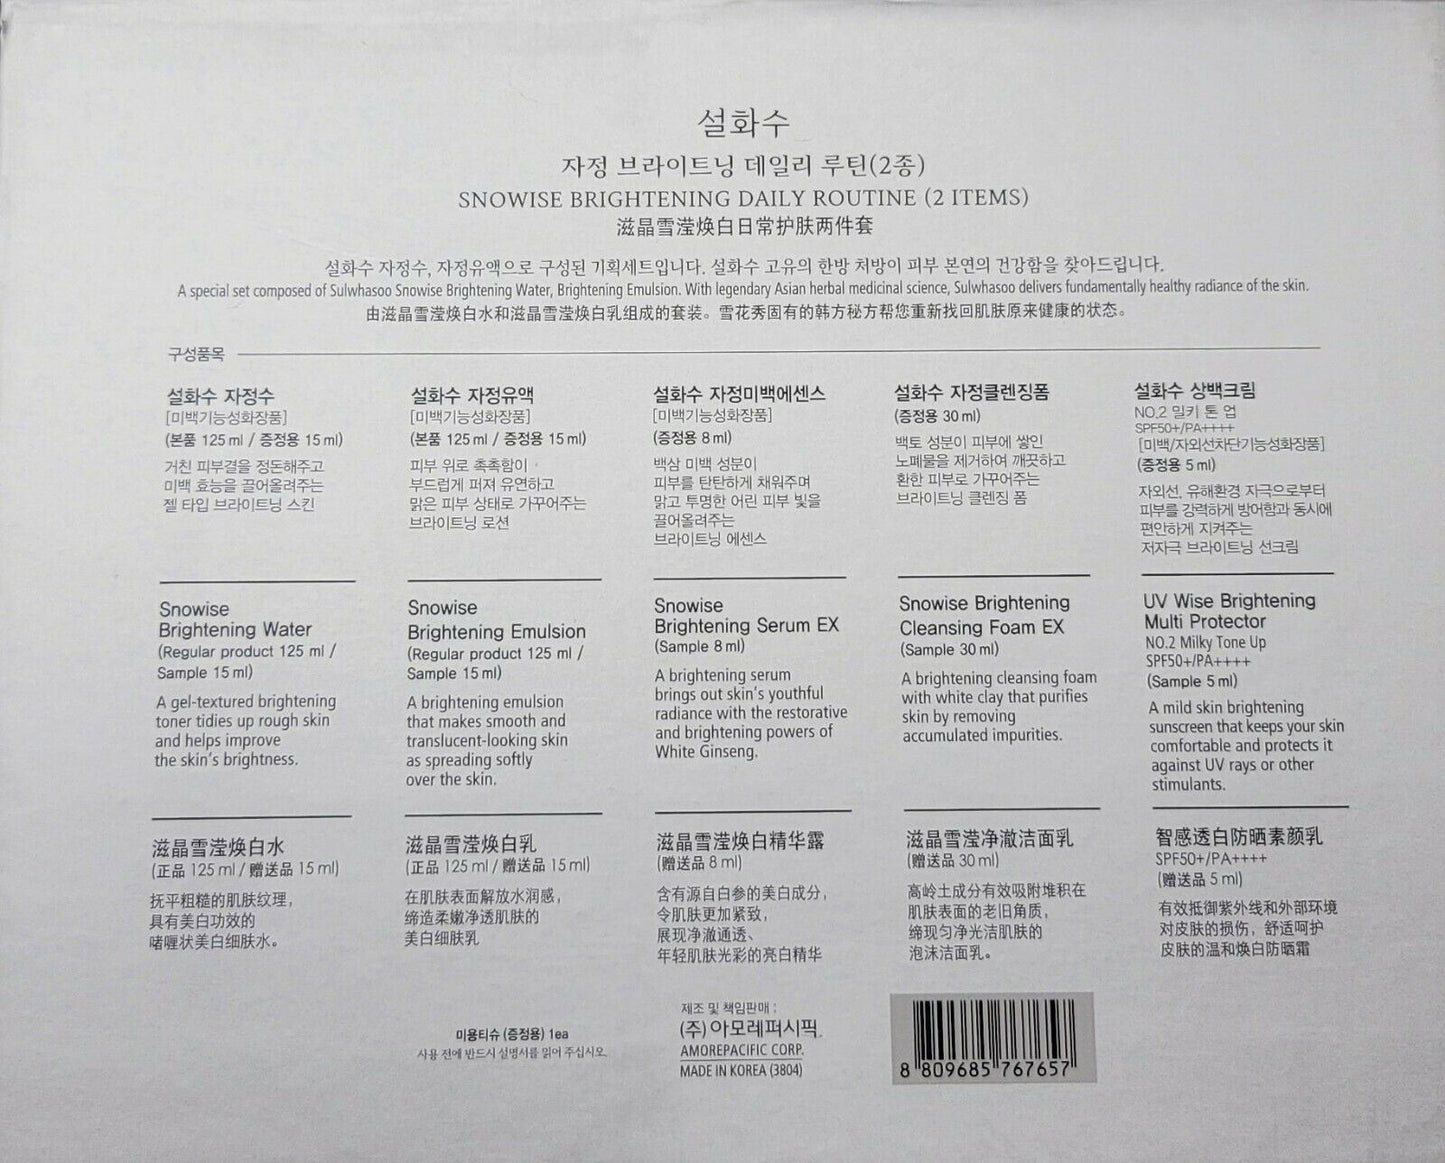 설화수
자정 브라이트닝 데일리 루틴(2종)
SNOWISE BRIGHTENING DAILY ROUTINE (2 ITEMS)
滋晶雪滢焕白日常护肤两件套
설화수 자정수, 자정유액으로 구성된 기획세트입니다. 설화수 고유의 한방 처방이 피부 본연의 건강함을 찾아드립니다.
A special set composed of Sulwhasoo Snowise Brightening Water, Brightening Emulsion. With legendary Asian herbal medicinal science, Sulwhasoo delivers fundamentally healthy radiance of the skin.
由滋晶雪滢焕白水和滋晶雪滢焕白乳组成的套装。雪花秀固有的韩方秘方帮您重新找回肌肤原来健康的状态。
구성품목
설화수 자정수
[미백기능성화장품]
(본품 125 ml / 증정용 15 ml)
거친 피부결을 정돈해주고
미백 효능을 끌어올려주는
젤 타입 브라이트닝 스킨
설화수 자정유액
[미백기능성화장품]
(본품 125 ml / 증정용 15 ml)
피부 위로 촉촉함이
부드럽게 퍼져 유연하고
맑은 피부 상태로 가꾸어주는
브라이트닝 로션
설화수 자정미백에센스
[미백기능성화장품]
(증정용 8 ml)
백삼 미백 성분이
피부를 탄탄하게 채워주며
맑고 투명한 어린 피부 빛을
끌어올려주는
브라이트닝 에센스
설화수 자정클렌징폼
(증정용 30 ml)
백토 성분이 피부에 쌓인
노폐물을 제거하여 깨끗하고
환한 피부로 가꾸어주는
브라이트닝 클렌징 폼
설화수 상백크림
NO.2 밀키 톤 업
SPF50+/PA++++
[미백/자외선차단기능성화장품]
(증정용 5 ml)
자외선, 유해환경 자극으로부터
피부를 강력하게 방어함과 동시에
편안하게 지켜주는
저자극 브라이트닝 선크림
Snowise
Brightening Water
(Regular product 125 ml /
Sample 15 ml)
A gel-textured brightening
toner tidies up rough skin
and helps improve
the skin's brightness.
Snowise
Brightening Emulsion
(Regular product 125 ml /
Sample 15 ml)
A brightening emulsion
that makes smooth and
translucent-looking skin
as spreading softly
over the skin.
Snowise
Brightening Serum EX
(Sample 8 ml)
A brightening serum
brings out skin's youthful
radiance with the restorative
and brightening powers of
White Ginseng.
Snowise Brightening
Cleansing Foam EX
(Sample 30 ml)
A brightening cleansing foam
with white clay that purifies
skin by removing
accumulated impurities.
UV Wise Brightening
Multi Protector
NO.2 Milky Tone Up
SPF50+/PA++++
(Sample 5 ml)
A mild skin brightening
sunscreen that keeps your skin
comfortable and protects it
against UV rays or other
stimulants.
滋晶雪滢焕白水
(正品 125 ml / 赠送品 15 ml)
抚平粗糙的肌肤纹理，
具有美白功效的
啫喱状美白细肤水。
滋晶雪滢焕白乳
(正品 125 ml / 赠送品 15 ml)
在肌肤表面解放水润感，
缔造柔嫩净透肌肤的
美白细肤乳
滋晶雪滢焕白精华露
(赠送品 8 ml)
含有源自白参的美白成分，
令肌肤更加紧致，
展现净澈通透、
年轻肌肤光彩的亮白精华
滋晶雪滢净澈洁面乳
(赠送品 30 ml)
高岭土成分有效吸附堆积在
肌肤表面的老旧角质，
缔现匀净光洁肌肤的
泡沫洁面乳。
智感透白防晒素颜乳
SPF50+/PA++++
(赠送品 5 ml)
有效抵御紫外线和外部环境
对皮肤的损伤，舒适呵护
皮肤的温和焕白防晒霜
미용티슈 (증정용) 1ea
사용 전에 반드시 설명서를 읽어 주십시오.
제조 및 책임판매 :
(주) 아모레퍼시픽
AMOREPACIFIC CORP.
MADE IN KOREA (3804)
8 809685 767657